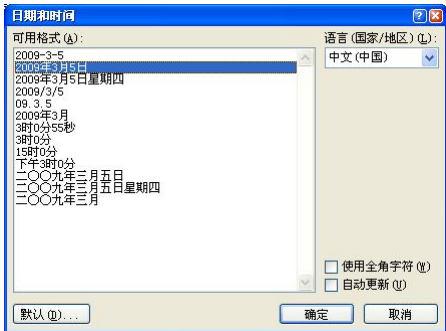 日期和时间
可用格式(A):
语言(国家/地区)(L):
中文(中国)
2009-3-5
2009年3月5日
2009年3月5日星期四
2009/3/5
09.3.5
2009年3月
3时0分55秒
3时0分
15时0分
下午3时0分
二〇〇九年三月五日
二〇〇九年三月五日星期四
二〇〇九年三月
使用全角字符(W)
自动更新(U)
默认(D)...
确定
取消